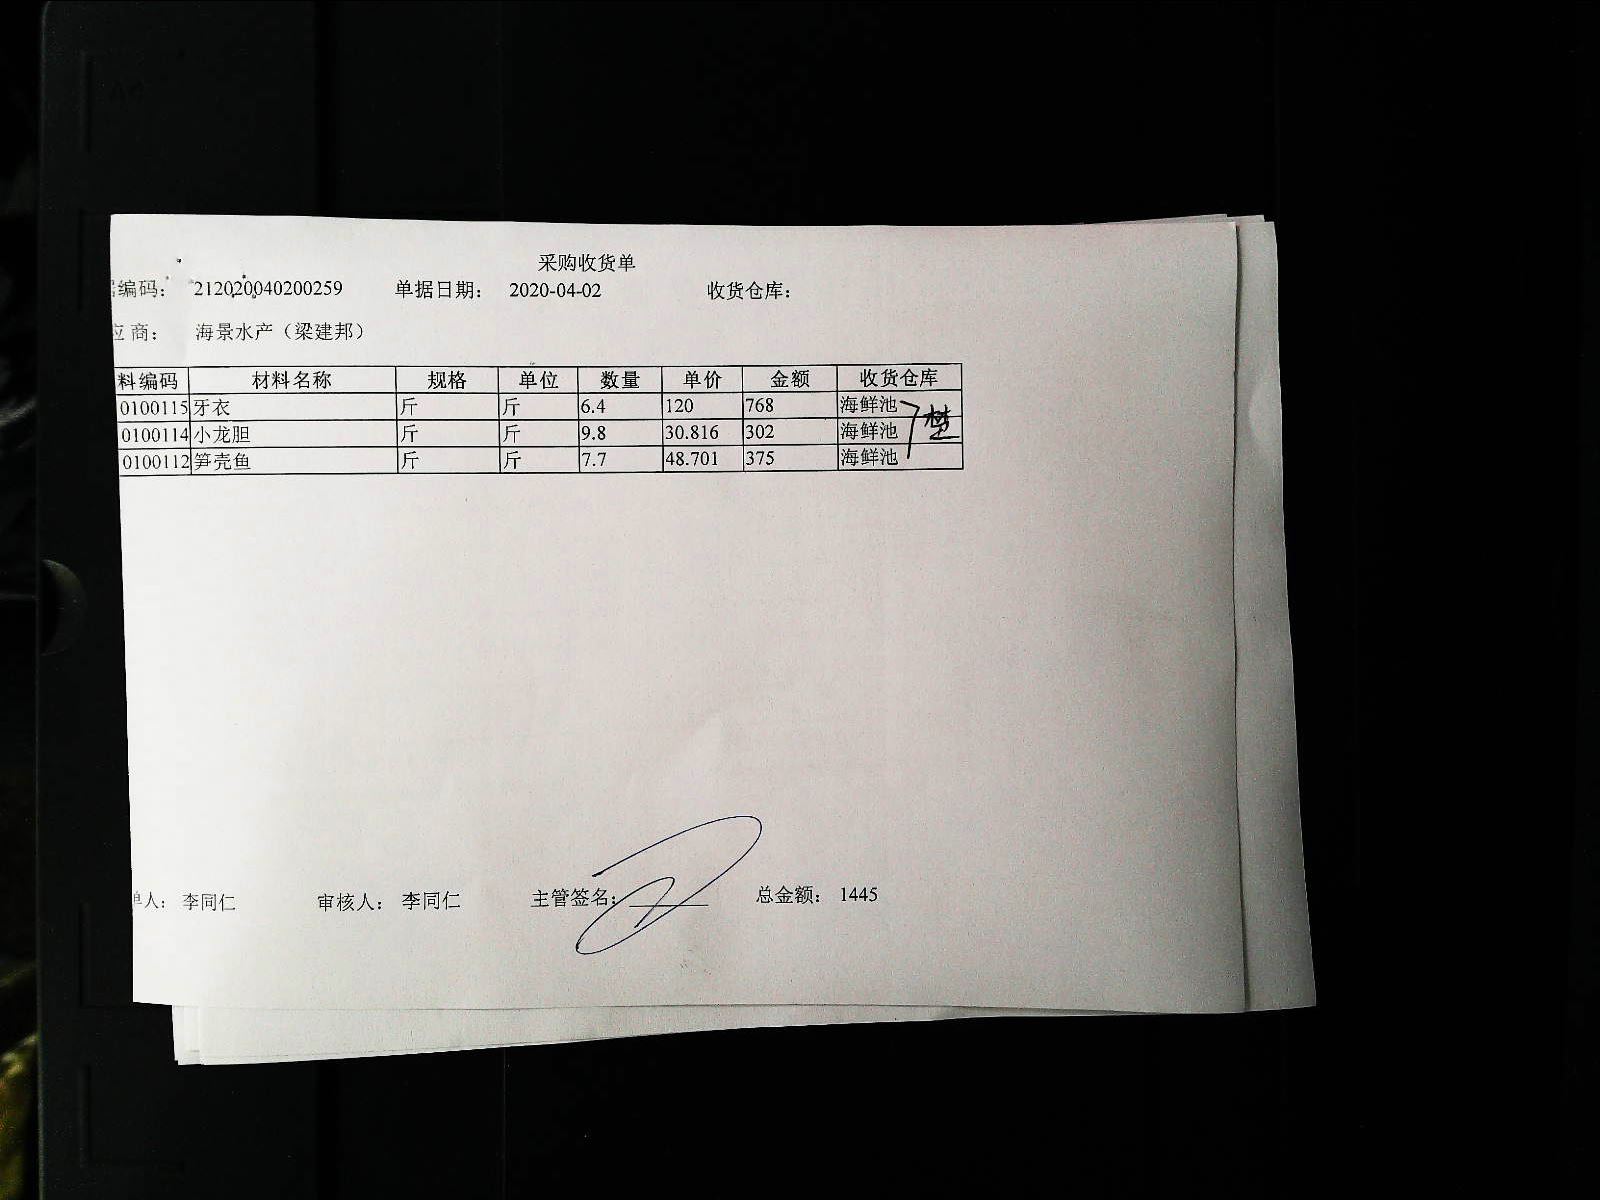 采购收货单
编码： 212020040200259 单据日期： 2020-04-02 收货仓库：
应商： 海景水产（梁建邦）
料编码 材料名称 规格 单位 数量 单价 金额 收货仓库
0100115 牙衣 斤 斤 6.4 120 768 海鲜池
0100114 小龙胆 斤 斤 9.8 30.816 302 海鲜池
0100112 笋壳鱼 斤 斤 7.7 48.701 375 海鲜池
单人： 李同仁 审核人： 李同仁 主管签名： 总金额： 1445